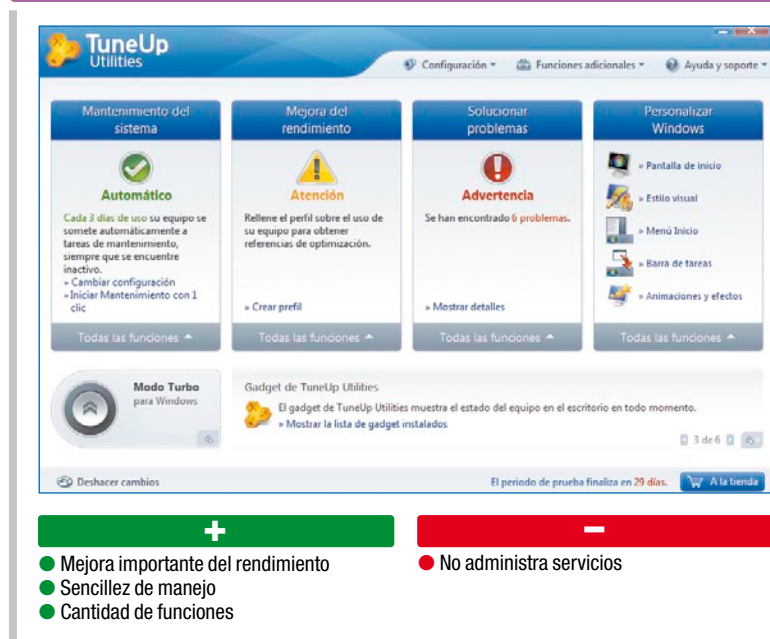 TuneUp
Utilities
Configuración
Funciones adicionales
Ayuda y soporte
Mantenimiento del
sistema
Automático
Cada 3 días de uso su equipo se
somete automáticamente a
tareas de mantenimiento,
siempre que se encuentre
inactivo.
» Cambiar configuración
» Iniciar Mantenimiento con 1
clic
Todas las funciones
Mejora del
rendimiento
Atención
Rellene el perfil sobre el uso de
su equipo para obtener
referencias de optimización.
» Crear prefil
Todas las funciones
Solucionar
problemas
Advertencia
Se han encontrado 6 problemas.
» Mostrar detalles
Todas las funciones
Personalizar
Windows
» Pantalla de inicio
» Estilo visual
» Menú Inicio
» Barra de tareas
» Animaciones y efectos
Todas las funciones
Modo Turbo
para Windows
Gadget de TuneUp Utilities
El gadget de TuneUp Utilities muestra el estado del equipo en el escritorio en todo momento.
» Mostrar la lista de gadget instalados
3 de 6
Deshacer cambios
El periodo de prueba finaliza en 29 días.
A la tienda
+
● Mejora importante del rendimiento
● Sencillez de manejo
● Cantidad de funciones
−
● No administra servicios